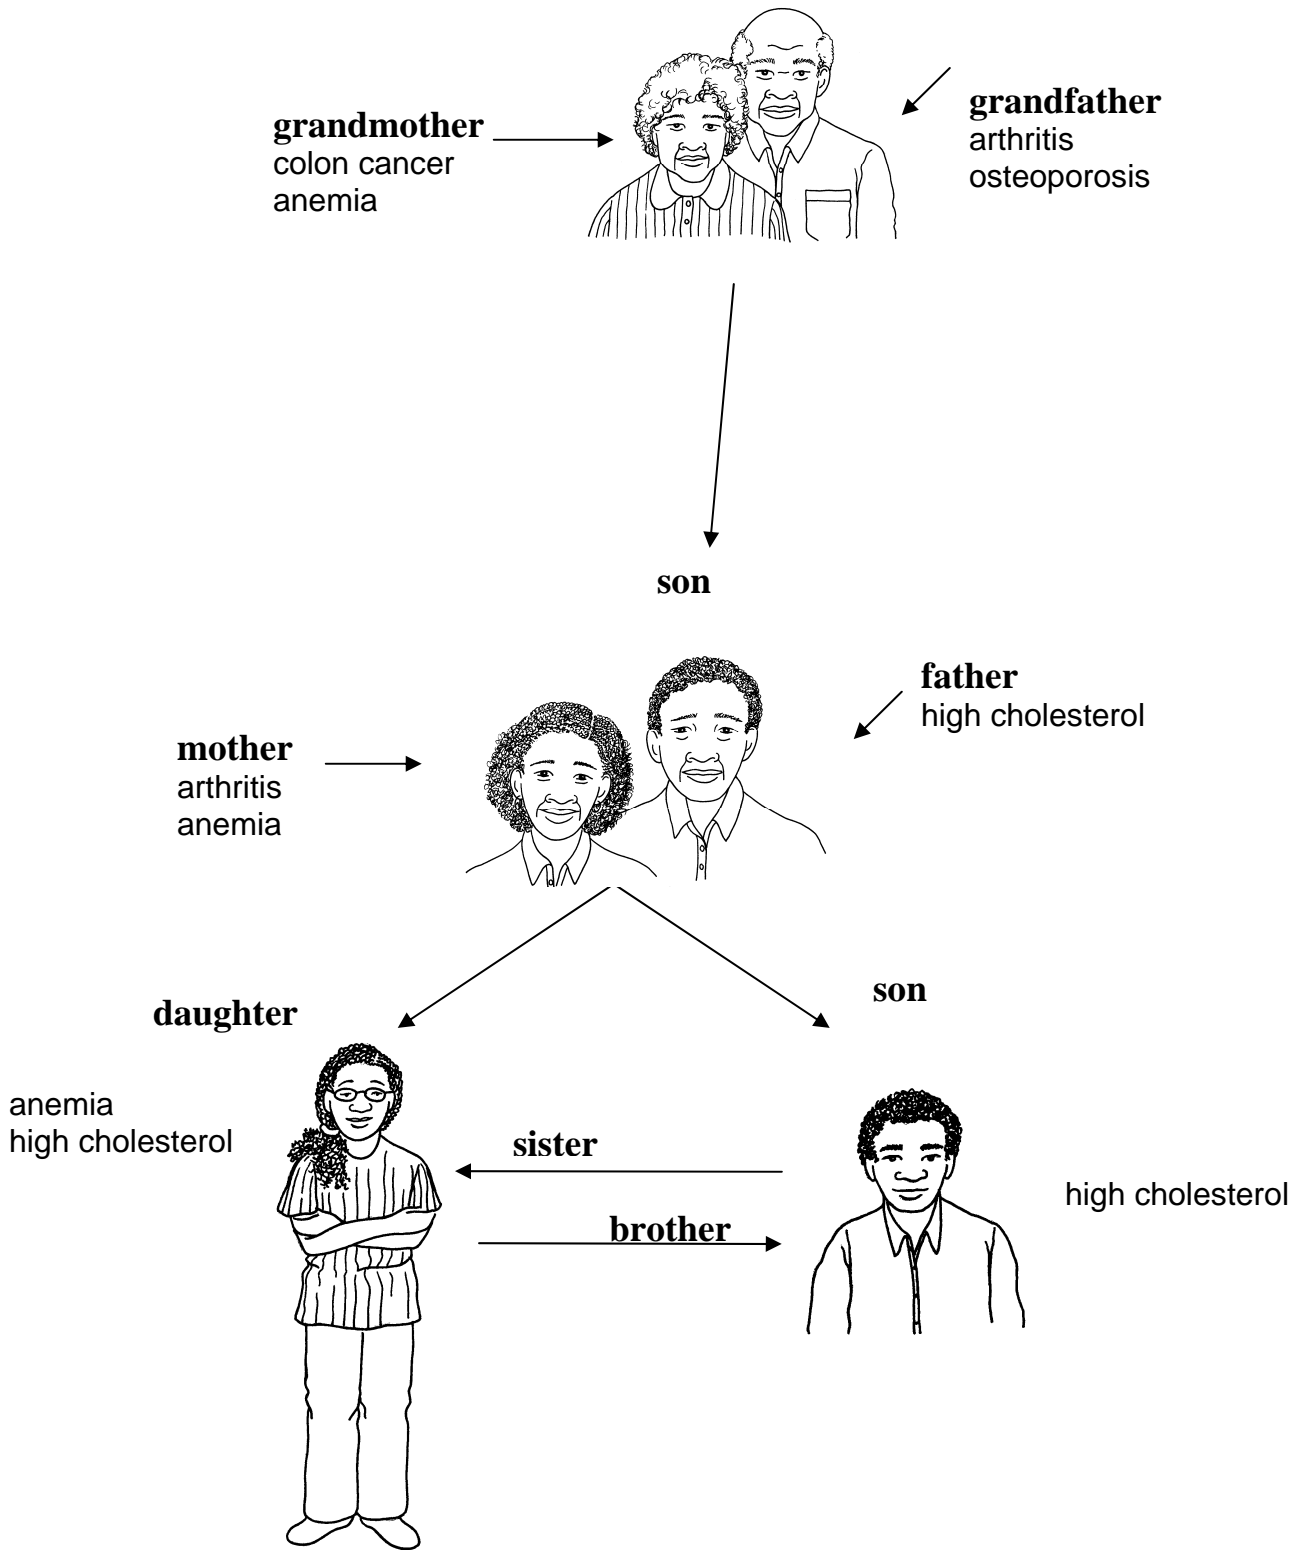 grandmother
colon cancer
anemia
grandfather
arthritis
osteoporosis
son
father
high cholesterol
mother
arthritis
anemia
daughter
son
anemia
high cholesterol
sister
brother
high cholesterol